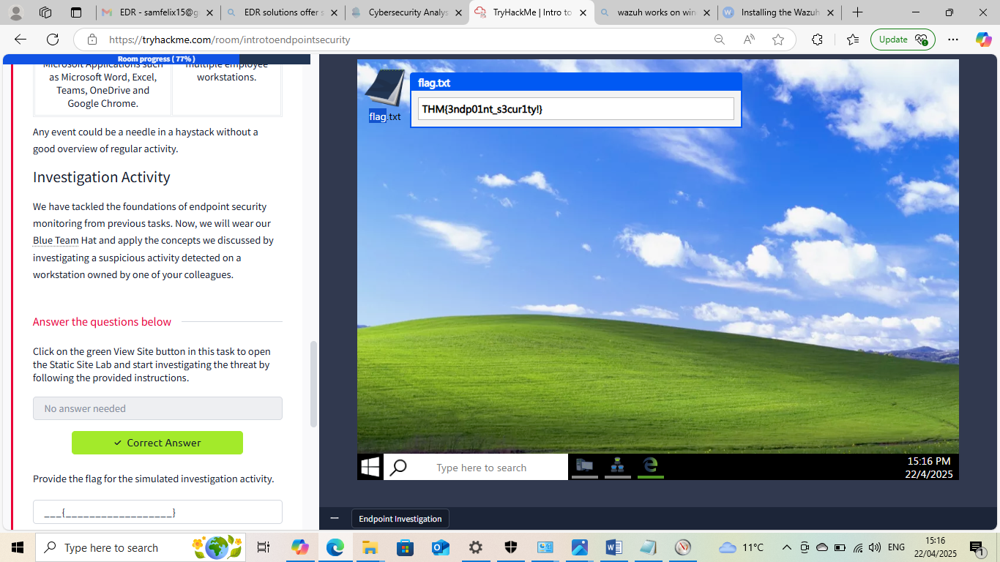 EDR - samfelix15@g
EDR solutions offer s
Cybersecurity Analys
TryHackMe | Intro to
wazuh works on win
Installing the Wazuh
https://tryhackme.com/room/introtoendpointsecurity
Update
Room progress ( 77% )
Microsoft Applications such
as Microsoft Word, Excel,
Teams, OneDrive and
Google Chrome.
multiple employee
workstations.
Any event could be a needle in a haystack without a
good overview of regular activity.
Investigation Activity
We have tackled the foundations of endpoint security
monitoring from previous tasks. Now, we will wear our
Blue Team Hat and apply the concepts we discussed by
investigating a suspicious activity detected on a
workstation owned by one of your colleagues.
Answer the questions below
Click on the green View Site button in this task to open
the Static Site Lab and start investigating the threat by
following the provided instructions.
No answer needed
✓ Correct Answer
Provide the flag for the simulated investigation activity.
___{__________________}
flag.txt
flag.txt
THM{3ndp01nt_s3cur1ty!}
Type here to search
15:16 PM
22/4/2025
Endpoint Investigation
Type here to search
11°C
ENG
15:16
22/04/2025
1